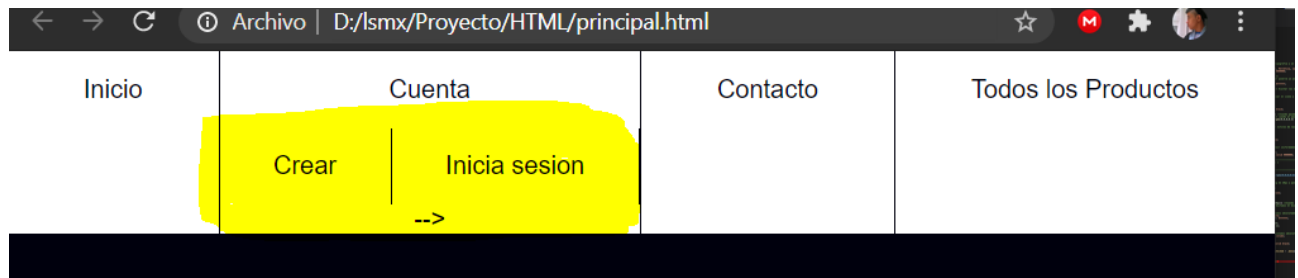 Archivo | D:/lsmx/Proyecto/HTML/principal.html
Inicio Cuenta Contacto Todos los Productos
Crear Inicia sesion
-->